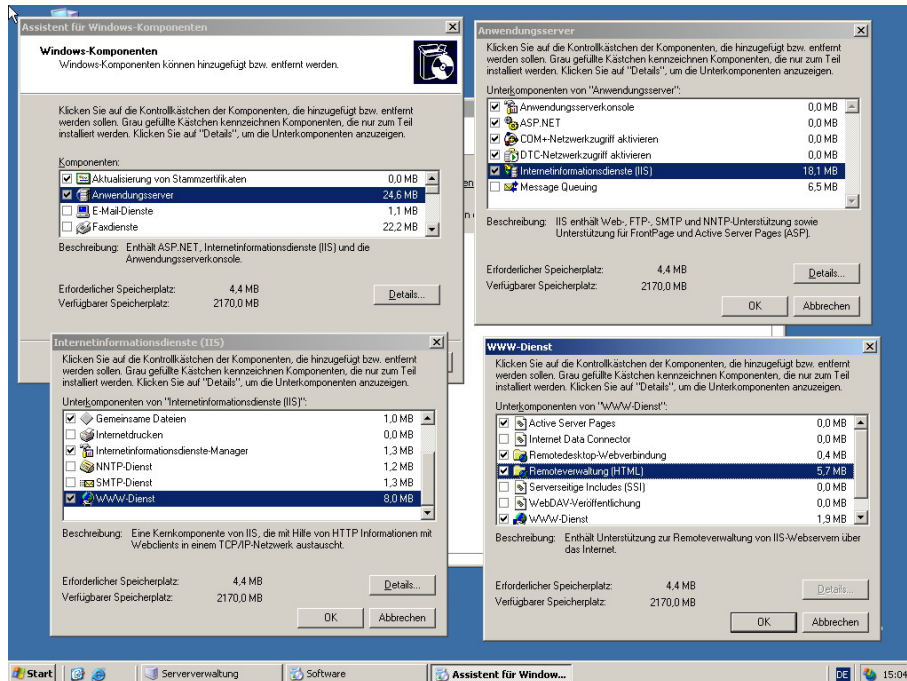 Assistent für Windows-Komponenten
Windows-Komponenten
Windows-Komponenten können hinzugefügt bzw. entfernt werden.
Klicken Sie auf die Kontrollkästchen der Komponenten, die hinzugefügt bzw. entfernt
werden sollen. Grau gefüllte Kästchen kennzeichnen Komponenten, die nur zum Teil
installiert werden. Klicken Sie auf "Details", um die Unterkomponenten anzuzeigen.
Komponenten:
Aktualisierung von Stammzertifikaten 0,0 MB
Anwendungsserver 24,6 MB
E-Mail-Dienste 1,1 MB
Faxdienste 22,2 MB
Beschreibung: Enthält ASP.NET, Internetinformationsdienste (IIS) und die
Anwendungsserverkonsole.
Erforderlicher Speicherplatz: 4,4 MB
Verfügbarer Speicherplatz: 2170,0 MB
Details...
Anwendungsserver
Klicken Sie auf die Kontrollkästchen der Komponenten, die hinzugefügt bzw. entfernt
werden sollen. Grau gefüllte Kästchen kennzeichnen Komponenten, die nur zum Teil
installiert werden. Klicken Sie auf "Details", um die Unterkomponenten anzuzeigen.
Unterkomponenten von "Anwendungsserver":
Anwendungsserverkonsole 0,0 MB
ASP.NET 0,0 MB
COM+-Netzwerkzugriff aktivieren 0,0 MB
DTC-Netzwerkzugriff aktivieren 0,0 MB
Internetinformationsdienste (IIS) 18,1 MB
Message Queuing 6,5 MB
Beschreibung: IIS enthält Web-, FTP-, SMTP und NNTP-Unterstützung sowie
Unterstützung für FrontPage und Active Server Pages (ASP).
Erforderlicher Speicherplatz: 4,4 MB
Verfügbarer Speicherplatz: 2170,0 MB
Details...
OK
Abbrechen
Internetinformationsdienste (IIS)
Klicken Sie auf die Kontrollkästchen der Komponenten, die hinzugefügt bzw. entfernt
werden sollen. Grau gefüllte Kästchen kennzeichnen Komponenten, die nur zum Teil
installiert werden. Klicken Sie auf "Details", um die Unterkomponenten anzuzeigen.
Unterkomponenten von "Internetinformationsdienste (IIS)":
Gemeinsame Dateien 1,0 MB
Internetdrucken 0,0 MB
Internetinformationsdienste-Manager 1,3 MB
NNTP-Dienst 1,2 MB
SMTP-Dienst 1,3 MB
WWW-Dienst 8,0 MB
Beschreibung: Eine Kernkomponente von IIS, die mit Hilfe von HTTP Informationen mit
Webclients in einem TCP/IP-Netzwerk austauscht.
Erforderlicher Speicherplatz: 4,4 MB
Verfügbarer Speicherplatz: 2170,0 MB
Details...
OK
Abbrechen
WWW-Dienst
Klicken Sie auf die Kontrollkästchen der Komponenten, die hinzugefügt bzw. entfernt
werden sollen. Grau gefüllte Kästchen kennzeichnen Komponenten, die nur zum Teil
installiert werden. Klicken Sie auf "Details", um die Unterkomponenten anzuzeigen.
Unterkomponenten von "WWW-Dienst":
Active Server Pages 0,0 MB
Internet Data Connector 0,0 MB
Remotedesktop-Webverbindung 0,4 MB
Remoteverwaltung (HTML) 5,7 MB
Serverseitige Includes (SSI) 0,0 MB
WebDAV-Veröffentlichung 0,0 MB
WWW-Dienst 1,9 MB
Beschreibung: Enthält Unterstützung zur Remoteverwaltung von IIS-Webservern über
das Internet.
Erforderlicher Speicherplatz: 4,4 MB
Verfügbarer Speicherplatz: 2170,0 MB
Details...
OK
Abbrechen
Start
Serververwaltung
Software
Assistent für Window...
DE
15:04